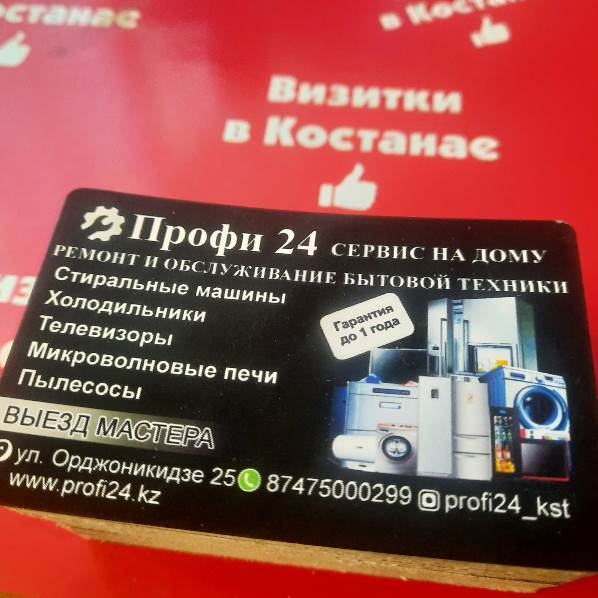 останае
в Костанае
Визитки
в Костанае
Профи 24 СЕРВИС НА ДОМУ
РЕМОНТ И ОБСЛУЖИВАНИЕ БЫТОВОЙ ТЕХНИКИ
Стиральные машины
Холодильники
Телевизоры
Микроволновые печи
Пылесосы
Гарантия
до 1 года
ВЫЕЗД МАСТЕРА
ул. Орджоникидзе 25 87475000299 profi24_kst
www.profi24.kz